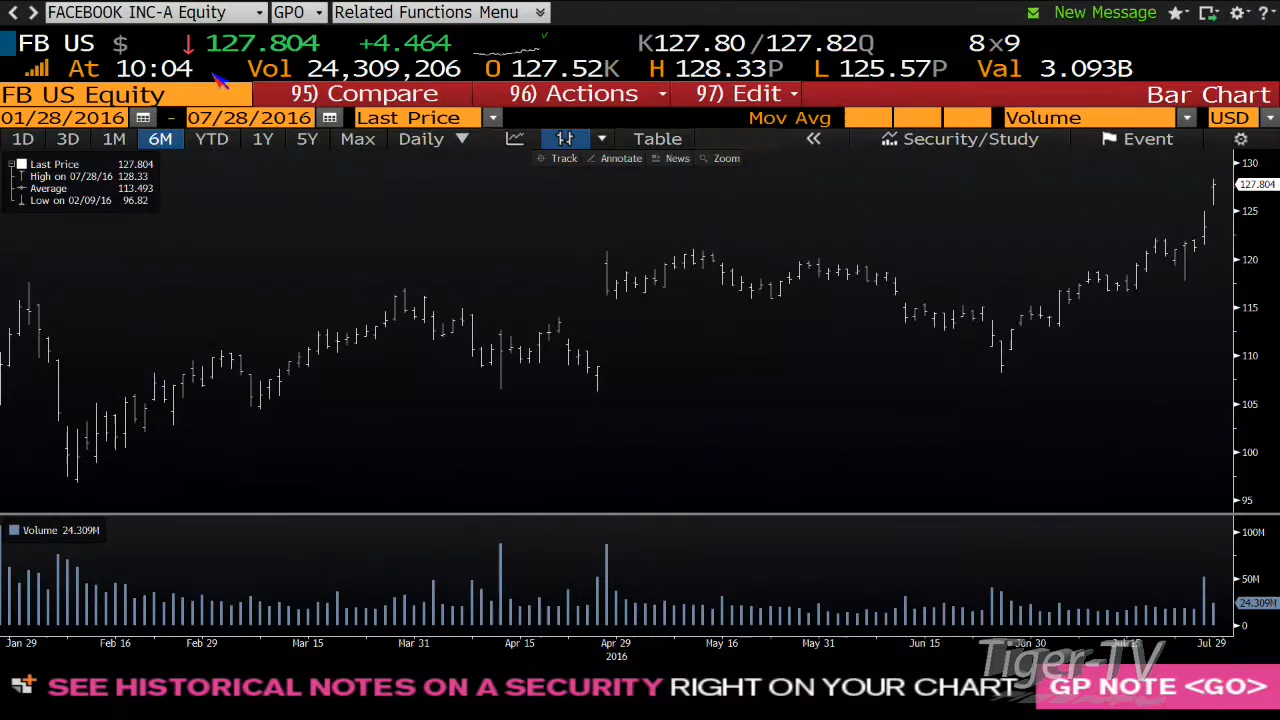 FACEBOOK INC-A Equity GPO Related Functions Menu New Message ?
FB US $ 127.804 +4.464 K127.80 /127.82Q 8x9
At 10:04 Vol 24,309,206 O 127.52K H 128.33P L 125.57P Val 3.093B
FB US Equity 95) Compare 96) Actions 97) Edit Bar Chart
01/28/2016 - 07/28/2016 Last Price Mov Avg Volume USD
1D 3D 1M 6M YTD 1Y 5Y Max Daily Table Security/Study Event
Track Annotate News Zoom
Last Price 127.804
High on 07/28/16 128.33
Average 113.493
Low on 02/09/16 96.82
130
127.804
125
120
115
110
105
100
95
Volume 24.309M
100M
50M
24.309M
0
Jan 29 Feb 16 Feb 29 Mar 15 Mar 31 Apr 15 Apr 29 May 16 May 31 Jun 15 Jun 30 Jul 15 Jul 29
2016
Tiger-TV
SEE HISTORICAL NOTES ON A SECURITY RIGHT ON YOUR CHART GP NOTE <GO>